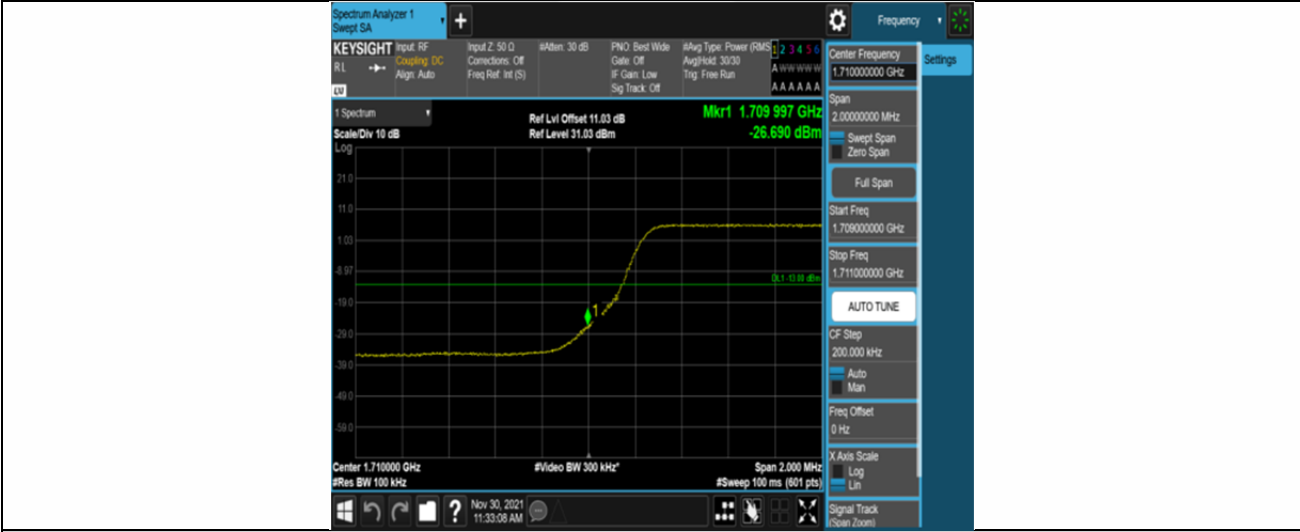 Spectrum Analyzer 1
Swept SA
+
Frequency
KEYSIGHT
RL
Input: RF
Coupling: DC
Align: Auto
Input Z: 50 Ω
Corrections: Off
Freq Ref: Int (S)
#Atten: 30 dB
PNO: Best Wide
Gate: Off
IF Gain: Low
Sig Track: Off
#Avg Type: Power (RMS
Avg|Hold: 30/30
Trig: Free Run
1 2 3 4 5 6
A W W W W W
A A A A A A
1 Spectrum
Scale/Div 10 dB
Log
Ref Lvl Offset 11.03 dB
Ref Level 31.03 dBm
Mkr1 1.709 997 GHz
-26.690 dBm
21.0
11.0
1.03
-8.97
DL1 -13.00 dBm
-19.0
1
-29.0
-39.0
-49.0
-59.0
Center 1.710000 GHz
#Res BW 100 kHz
#Video BW 300 kHz*
Span 2.000 MHz
#Sweep 100 ms (601 pts)
?
Nov 30, 2021
11:33:08 AM
Center Frequency
1.710000000 GHz
Settings
Span
2.00000000 MHz
Swept Span
Zero Span
Full Span
Start Freq
1.709000000 GHz
Stop Freq
1.711000000 GHz
AUTO TUNE
CF Step
200.000 kHz
Auto
Man
Freq Offset
0 Hz
X Axis Scale
Log
Lin
Signal Track
(Span Zoom)